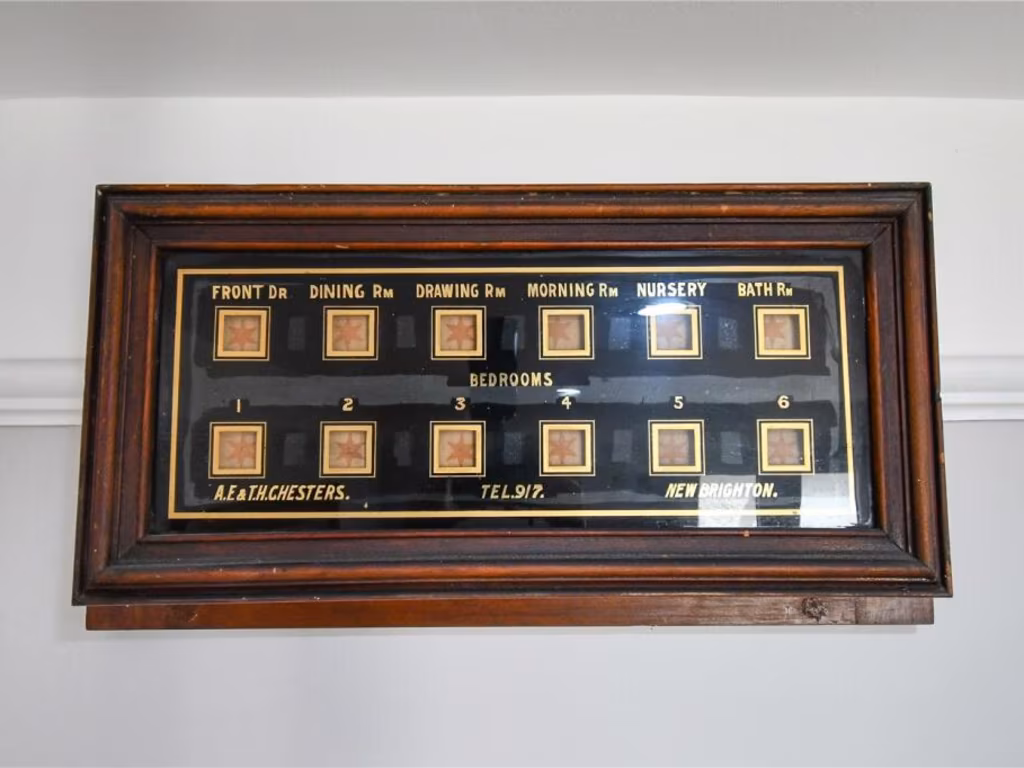 FRONT DR DINING RM DRAWING RM MORNING RM NURSERY BATH RM
BEDROOMS
1 2 3 4 5 6
A.E. & T.H. CHESTERS. TEL. 917. NEW BRIGHTON.